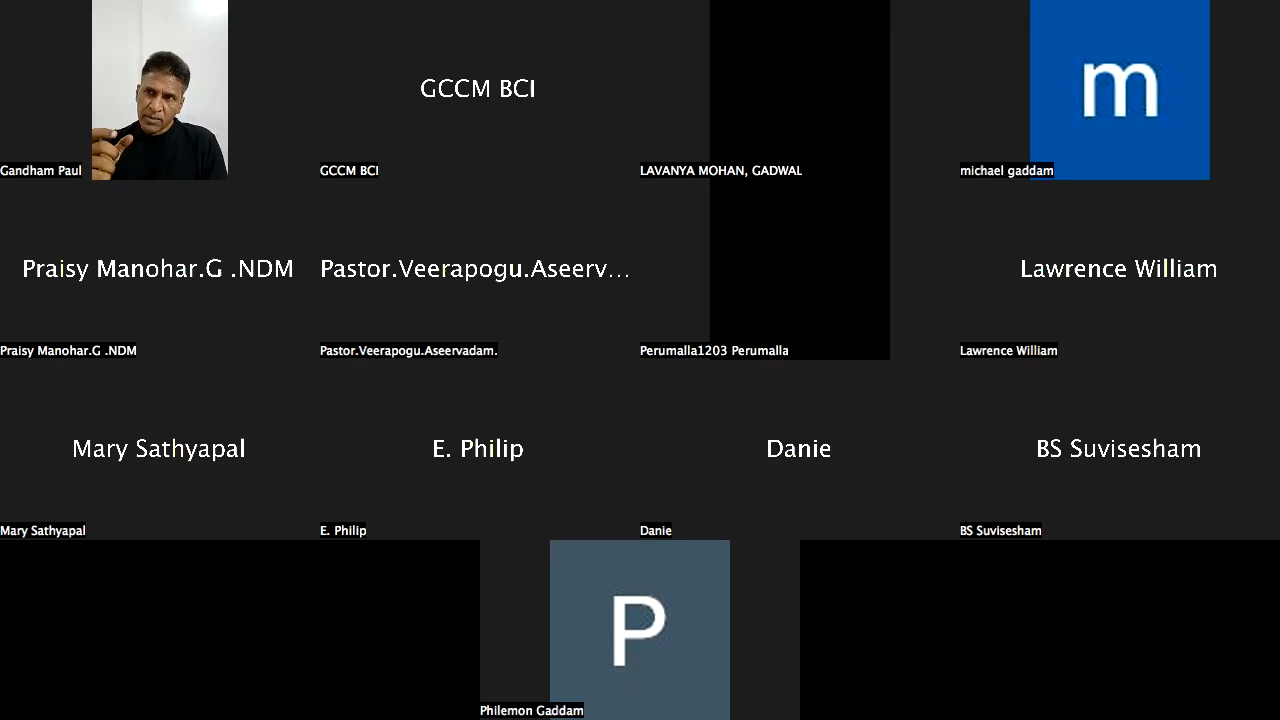 GCCM BCI
m
Gandham Paul
GCCM BCI
LAVANYA MOHAN, GADWAL
michael gaddam
Praisy Manohar.G .NDM
Pastor.Veerapogu.Aseerv...
Lawrence William
Praisy Manohar.G .NDM
Pastor.Veerapogu.Aseervadam.
Perumalla1203 Perumalla
Lawrence William
Mary Sathyapal
E. Philip
Danie
BS Suvisesham
Mary Sathyapal
E. Philip
Danie
BS Suvisesham
P
Philemon Gaddam